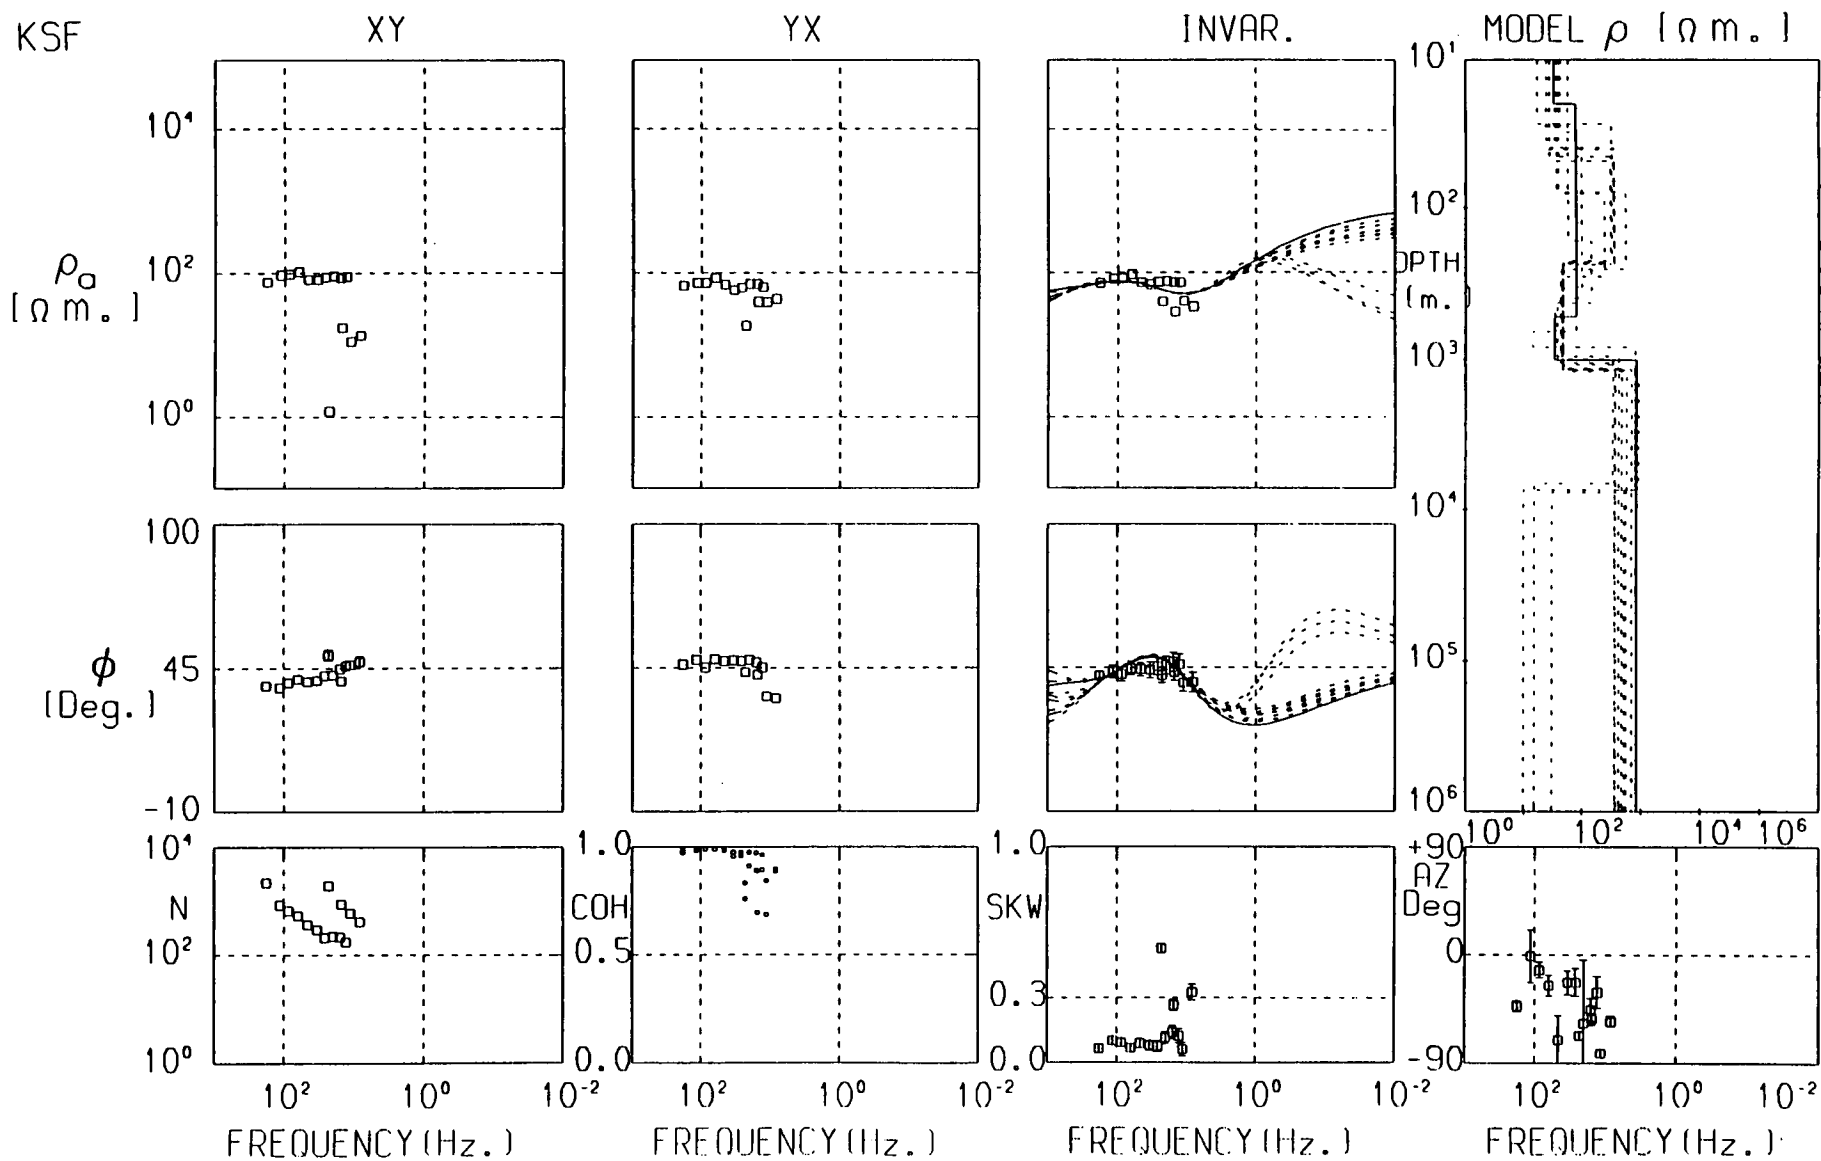 KSF XY YX INVAR. MODEL ρ [Ω m.]
10⁴
10²
10⁰
ρa
[Ω m.]
10¹
10²
DPTH
(m.
10³
10⁴
10⁵
10⁶
100
45
-10
ϕ
(Deg.)
10⁰ 10² 10⁴ 10⁶
10⁴
N
10²
10⁰
1.0
COH
0.5
0.0
1.0
SKW
0.3
0.0
+90
AZ
Deg
0
-90
10² 10⁰ 10⁻² 10² 10⁰ 10² 10⁰ 10⁻² 10² 10⁰ 10⁻²
FREQUENCY(Hz.) FREQUENCY(Hz.) FREQUENCY(Hz.) FREQUENCY(Hz.)